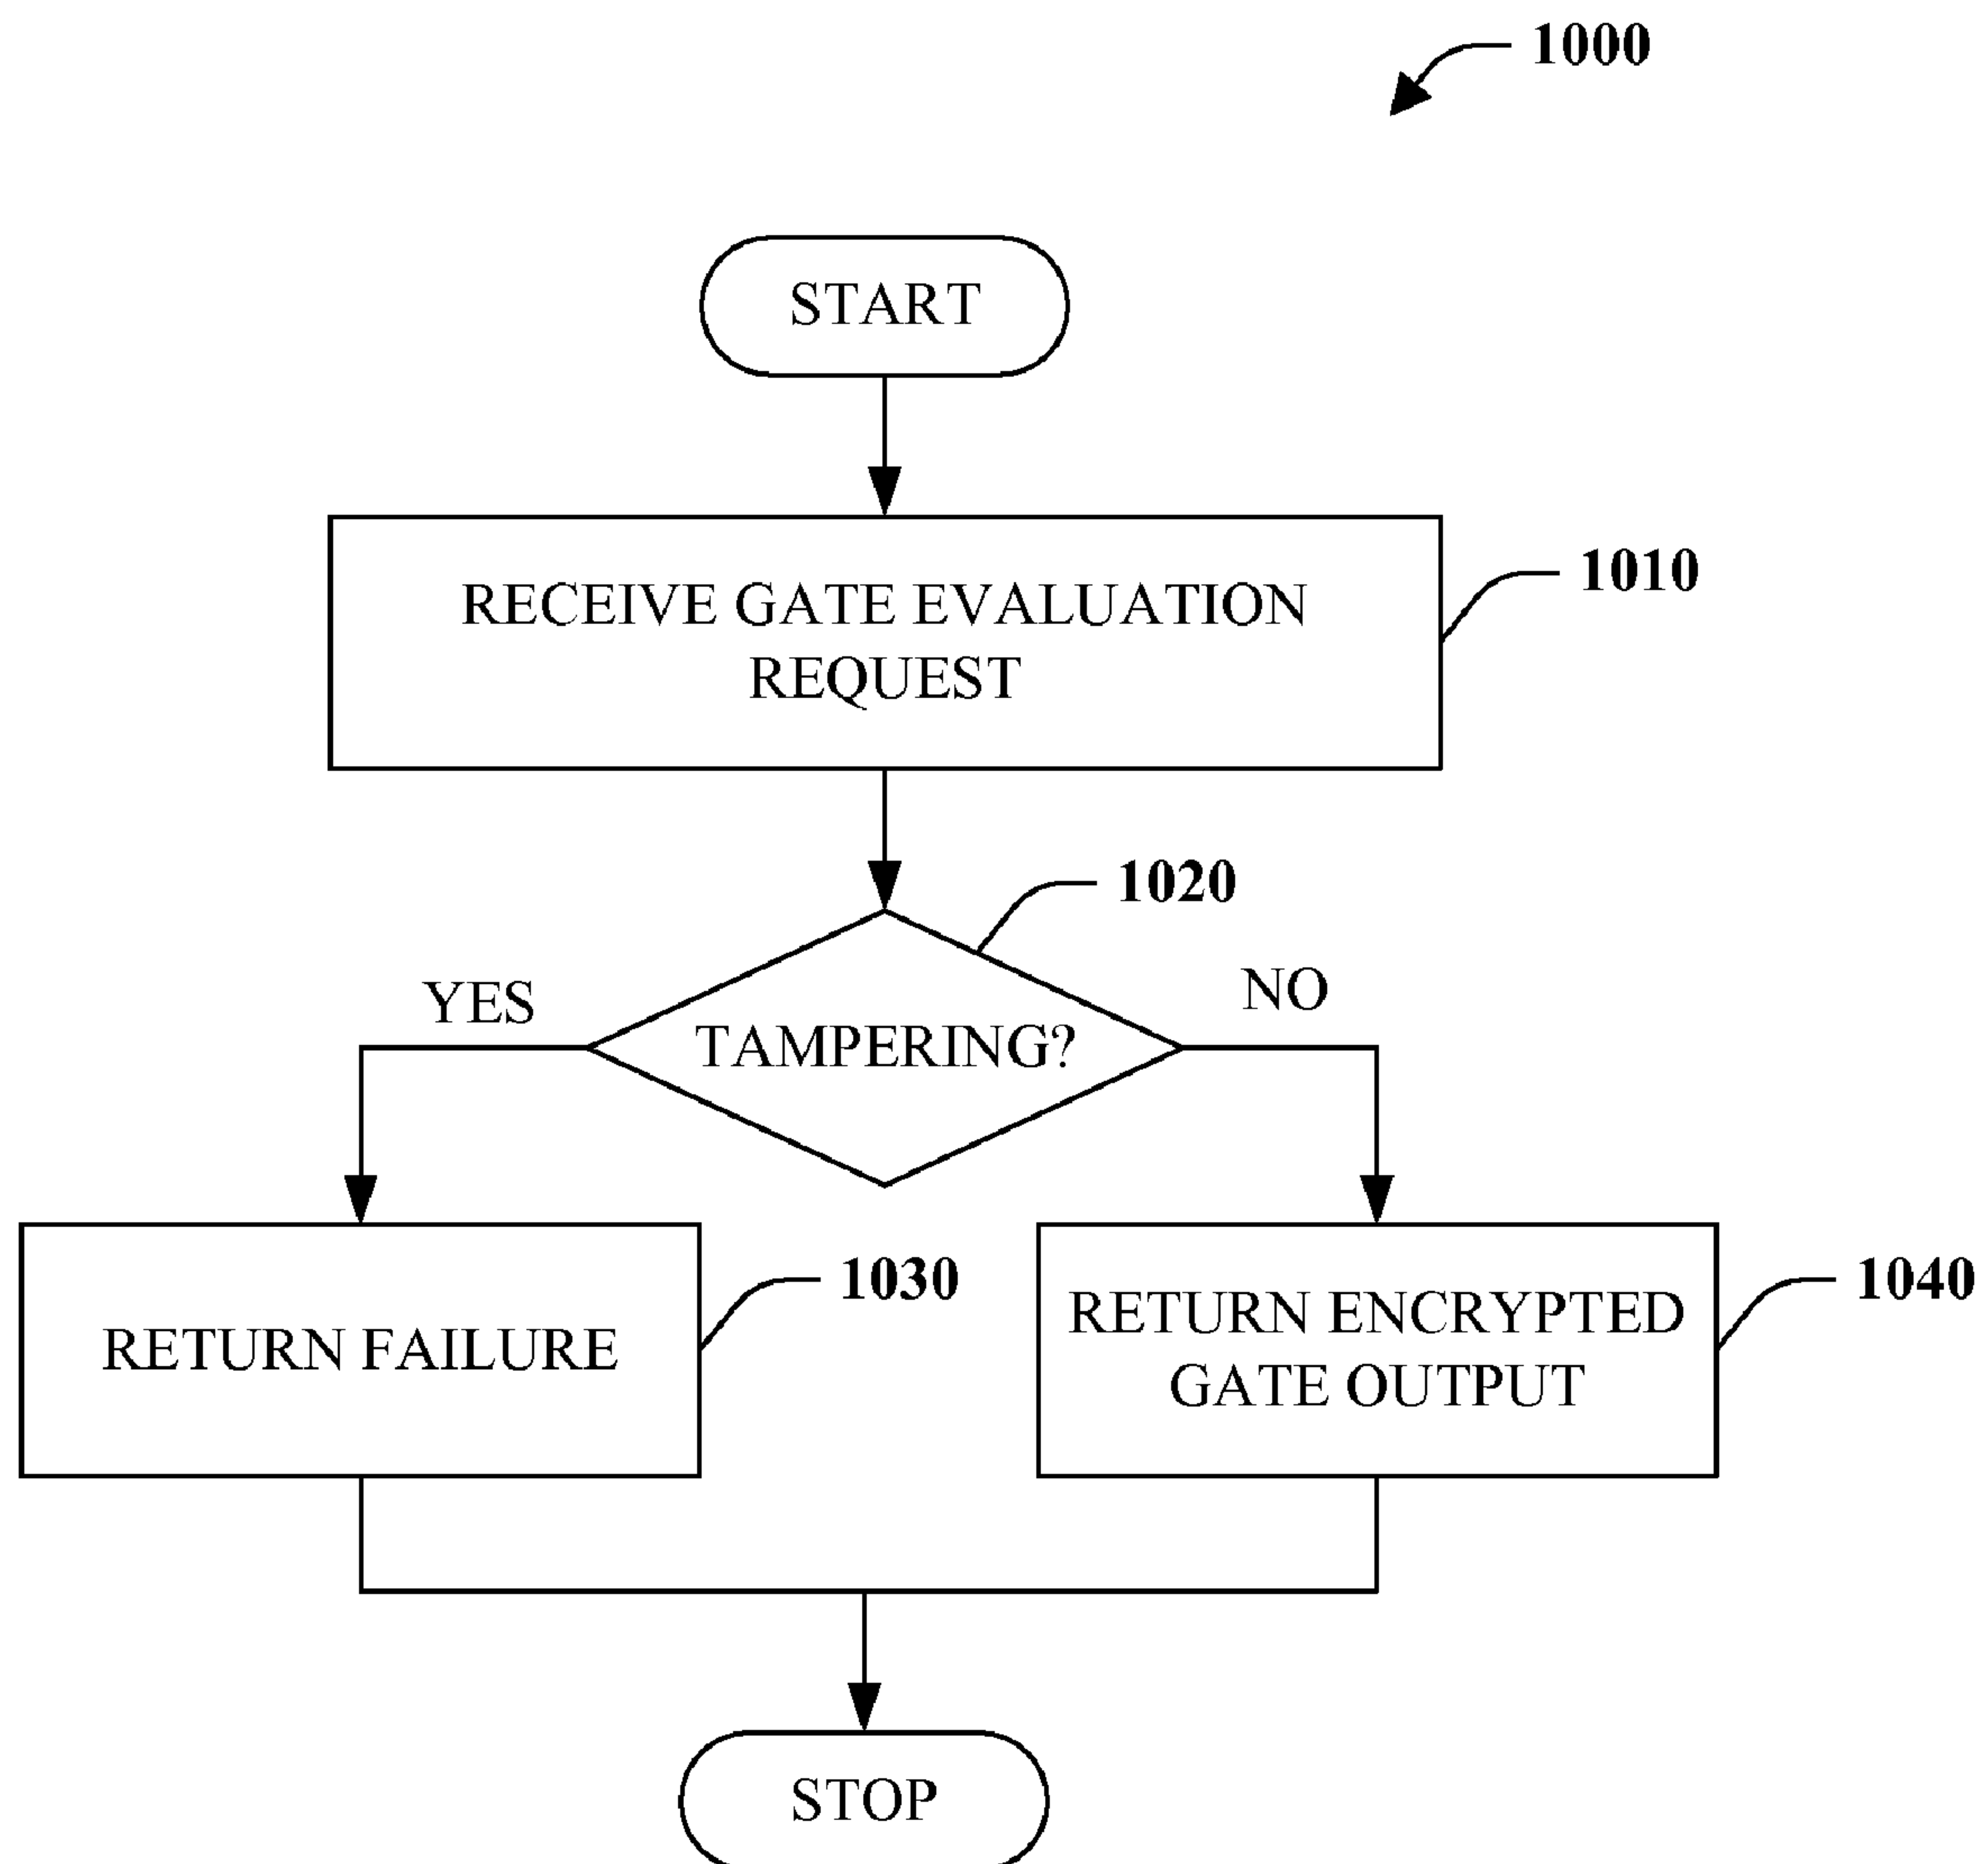 1000
START
RECEIVE GATE EVALUATION
REQUEST
1010
1020
YES
NO
TAMPERING?
RETURN FAILURE
1030
RETURN ENCRYPTED
GATE OUTPUT
1040
STOP